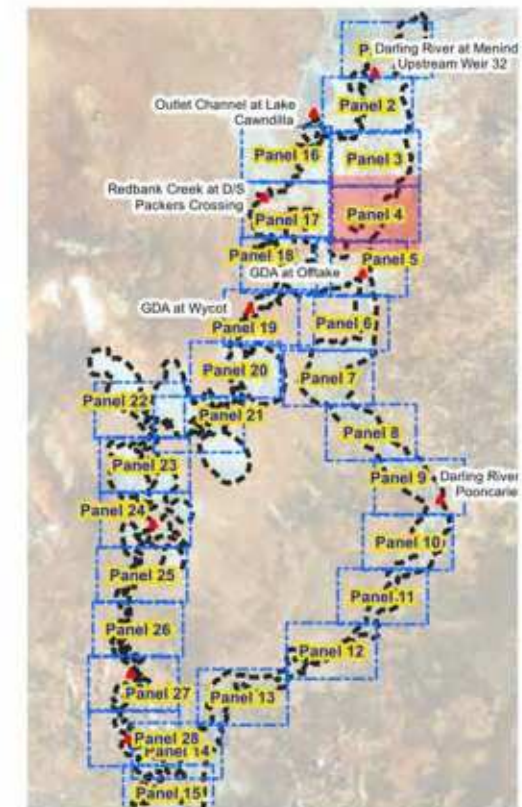 P
Darling River at Menind
Upstream Weir 32
Panel 2
Outlet Channel at Lake
Cawndilla
Panel 16
Panel 3
Redbank Creek at D/S
Packers Crossing
Panel 4
Panel 17
Panel 18
GDA at Offtake
Panel 5
GDA at Wycot
Panel 19
Panel 6
Panel 20
Panel 7
Panel 22
Panel 21
Panel 8
Panel 23
Panel 9
Darling River
Pooncarie
Panel 24
Panel 10
Panel 25
Panel 11
Panel 26
Panel 12
Panel 27
Panel 13
Panel 28
Panel 14
Panel 15